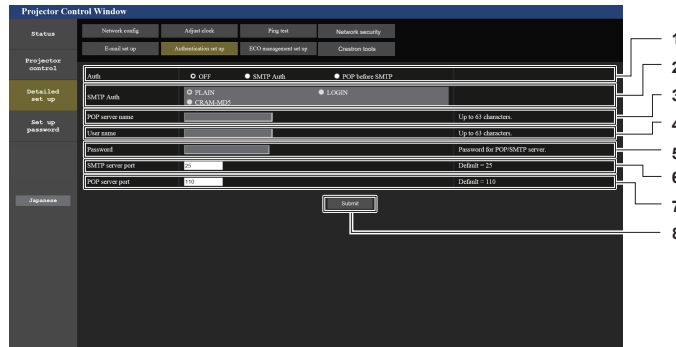 Projector Control Window
Status
Network config
Adjust clock
Ping test
Network security
E-mail set up
Authentication set up
ECO management set up
Crestron tools
Projector
control
Detailed
set up
Set up
password
Japanese
Auth
OFF
SMTP Auth
POP before SMTP
SMTP Auth
PLAIN
LOGIN
CRAM-MD5
POP server name
Up to 63 characters.
User name
Up to 63 characters.
Password
Password for POP/SMTP server.
SMTP server port
25
Default = 25
POP server port
110
Default = 110
Submit
1
2
3
4
5
6
7
8